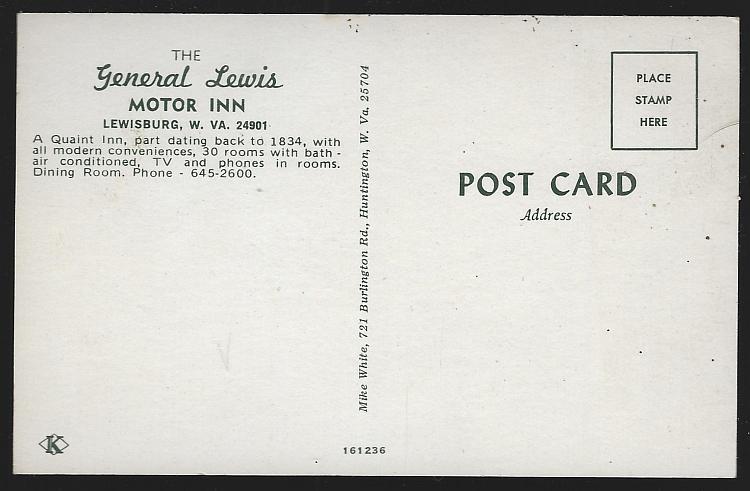 THE
General Lewis
MOTOR INN
LEWISBURG, W. VA. 24901
A Quaint Inn, part dating back to 1834, with
all modern conveniences, 30 rooms with bath -
air conditioned, TV and phones in rooms.
Dining Room. Phone - 645-2600.
Mike White, 721 Burlington Rd., Huntington, W. Va. 25704
PLACE
STAMP
HERE
POST CARD
Address
K
161236